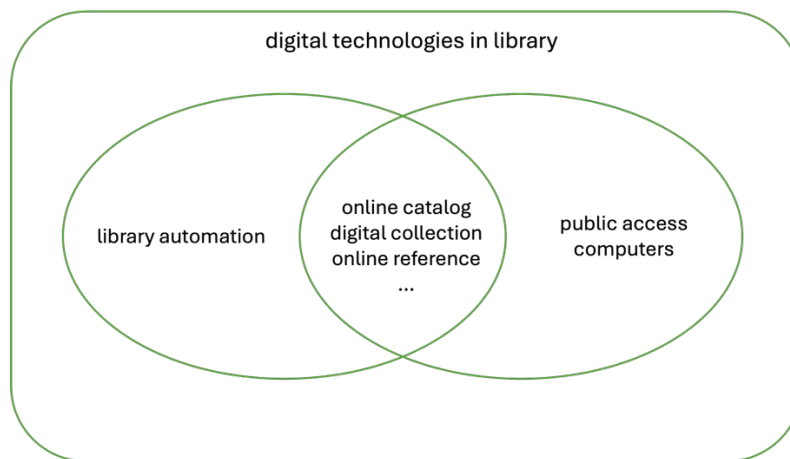 digital technologies in library
library automation
online catalog
digital collection
online reference
...
public access
computers